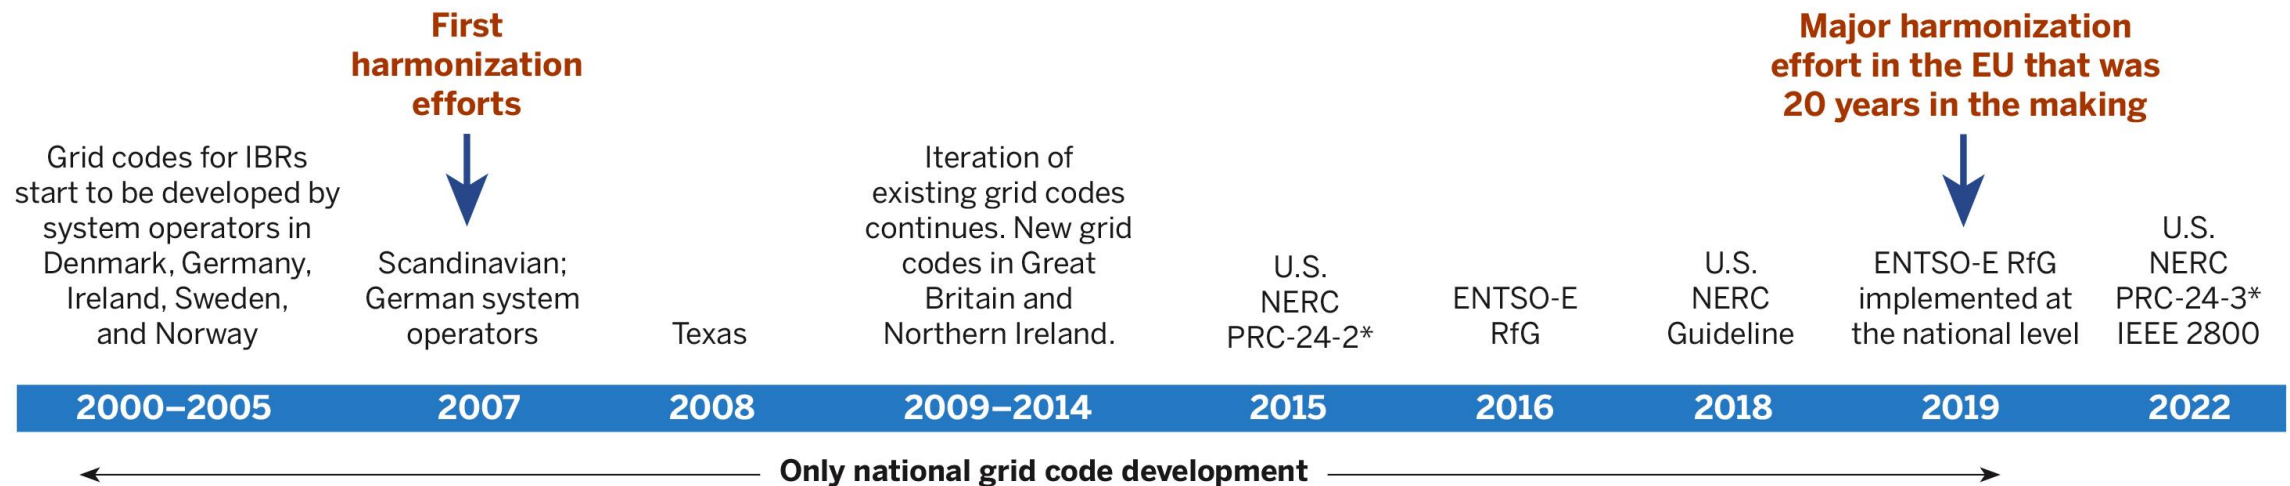 First
harmonization
efforts
Major harmonization
effort in the EU that was
20 years in the making
Grid codes for IBRs
start to be developed by
system operators in
Denmark, Germany,
Ireland, Sweden,
and Norway
Scandinavian;
German system
operators
Texas
Iteration of
existing grid codes
continues. New grid
codes in Great
Britain and
Northern Ireland.
U.S.
NERC
PRC-24-2*
ENTSO-E
RfG
U.S.
NERC
Guideline
ENTSO-E RfG
implemented at
the national level
U.S.
NERC
PRC-24-3*
IEEE 2800
2000–2005
2007
2008
2009–2014
2015
2016
2018
2019
2022
Only national grid code development